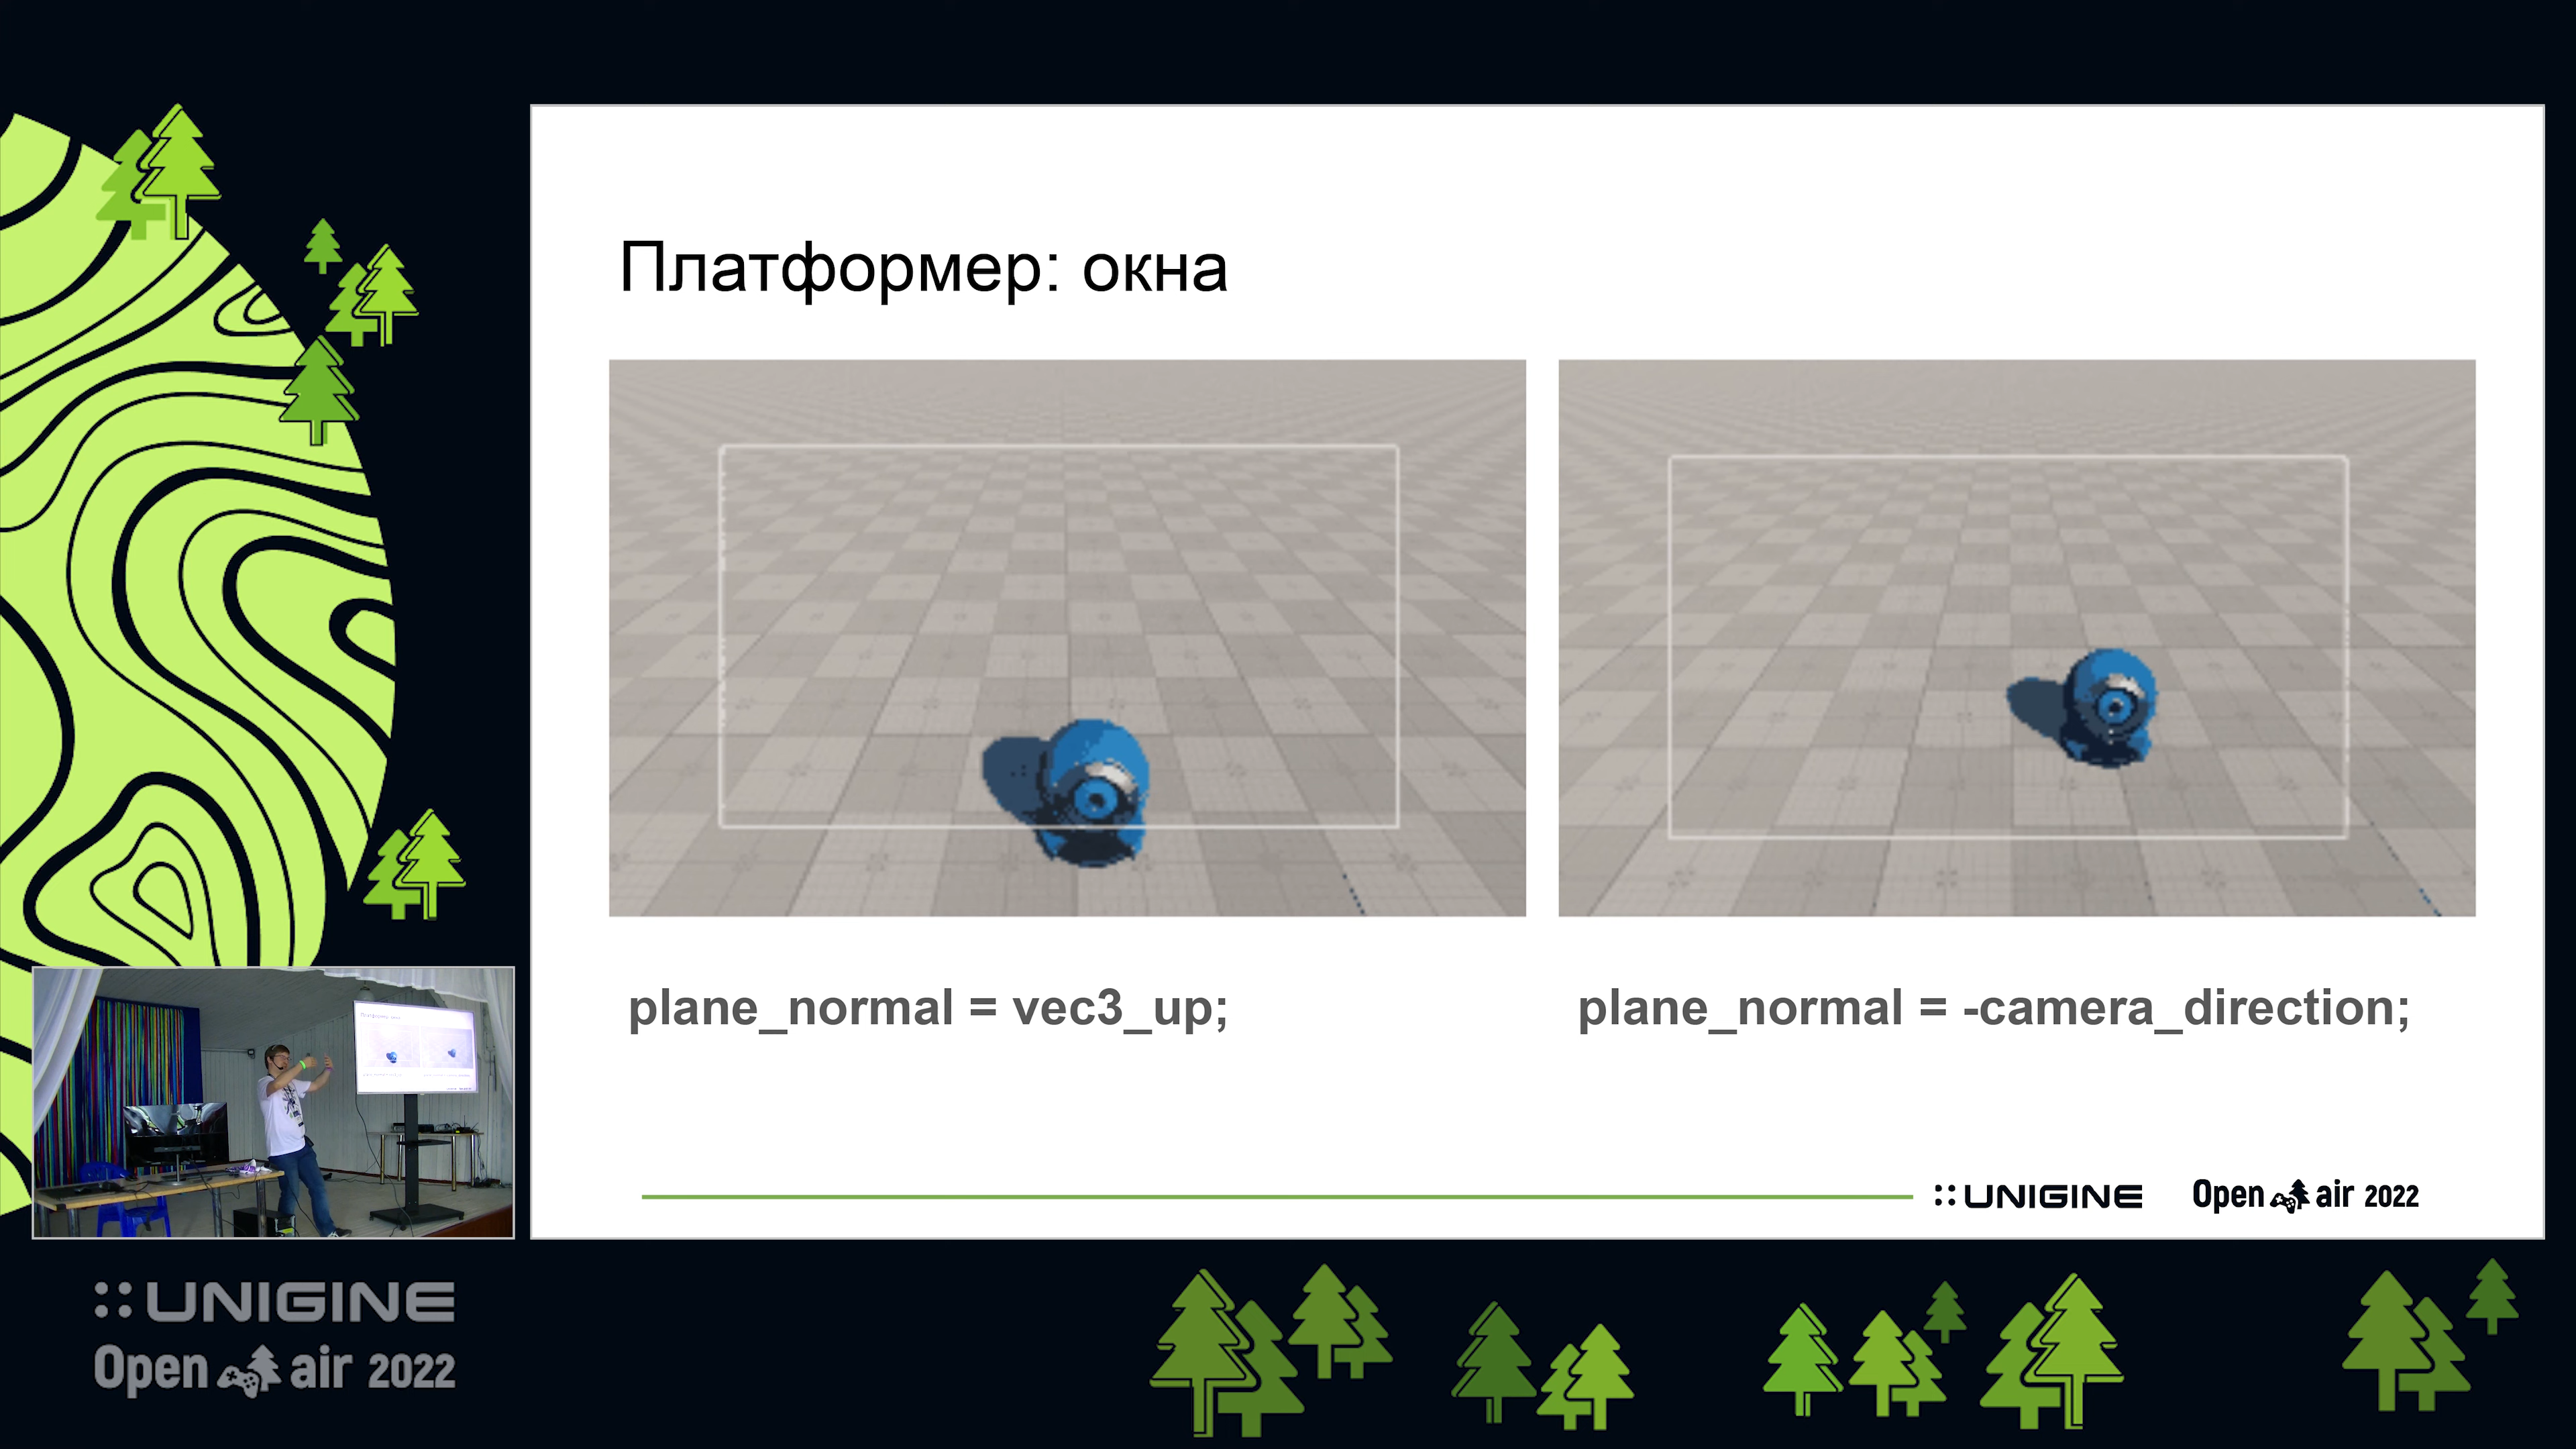 Платформер: окна
plane_normal = vec3_up;
plane_normal = -camera_direction;
UNIGINE
Open air 2022
UNIGINE
Open air 2022